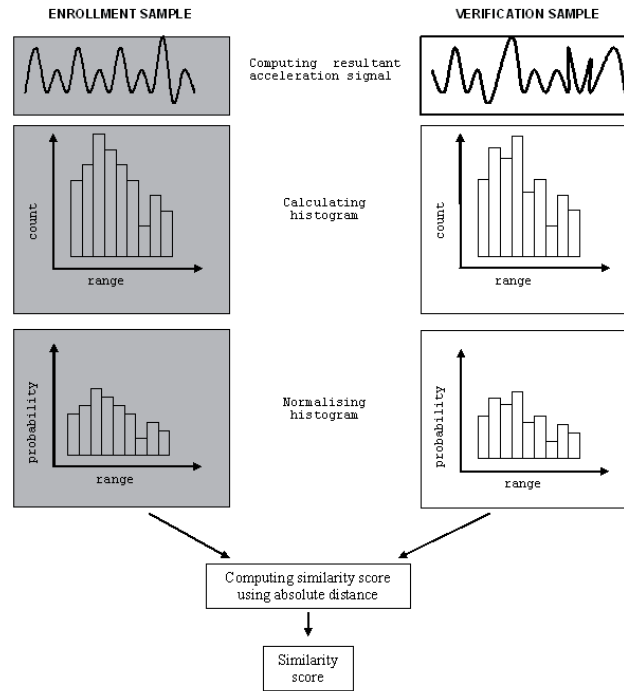 ENROLLMENT SAMPLE
VERIFICATION SAMPLE
Computing resultant
acceleration signal
count
range
Calculating
histogram
count
range
probability
range
Normalising
histogram
probability
range
Computing similarity score
using absolute distance
Similarity
score